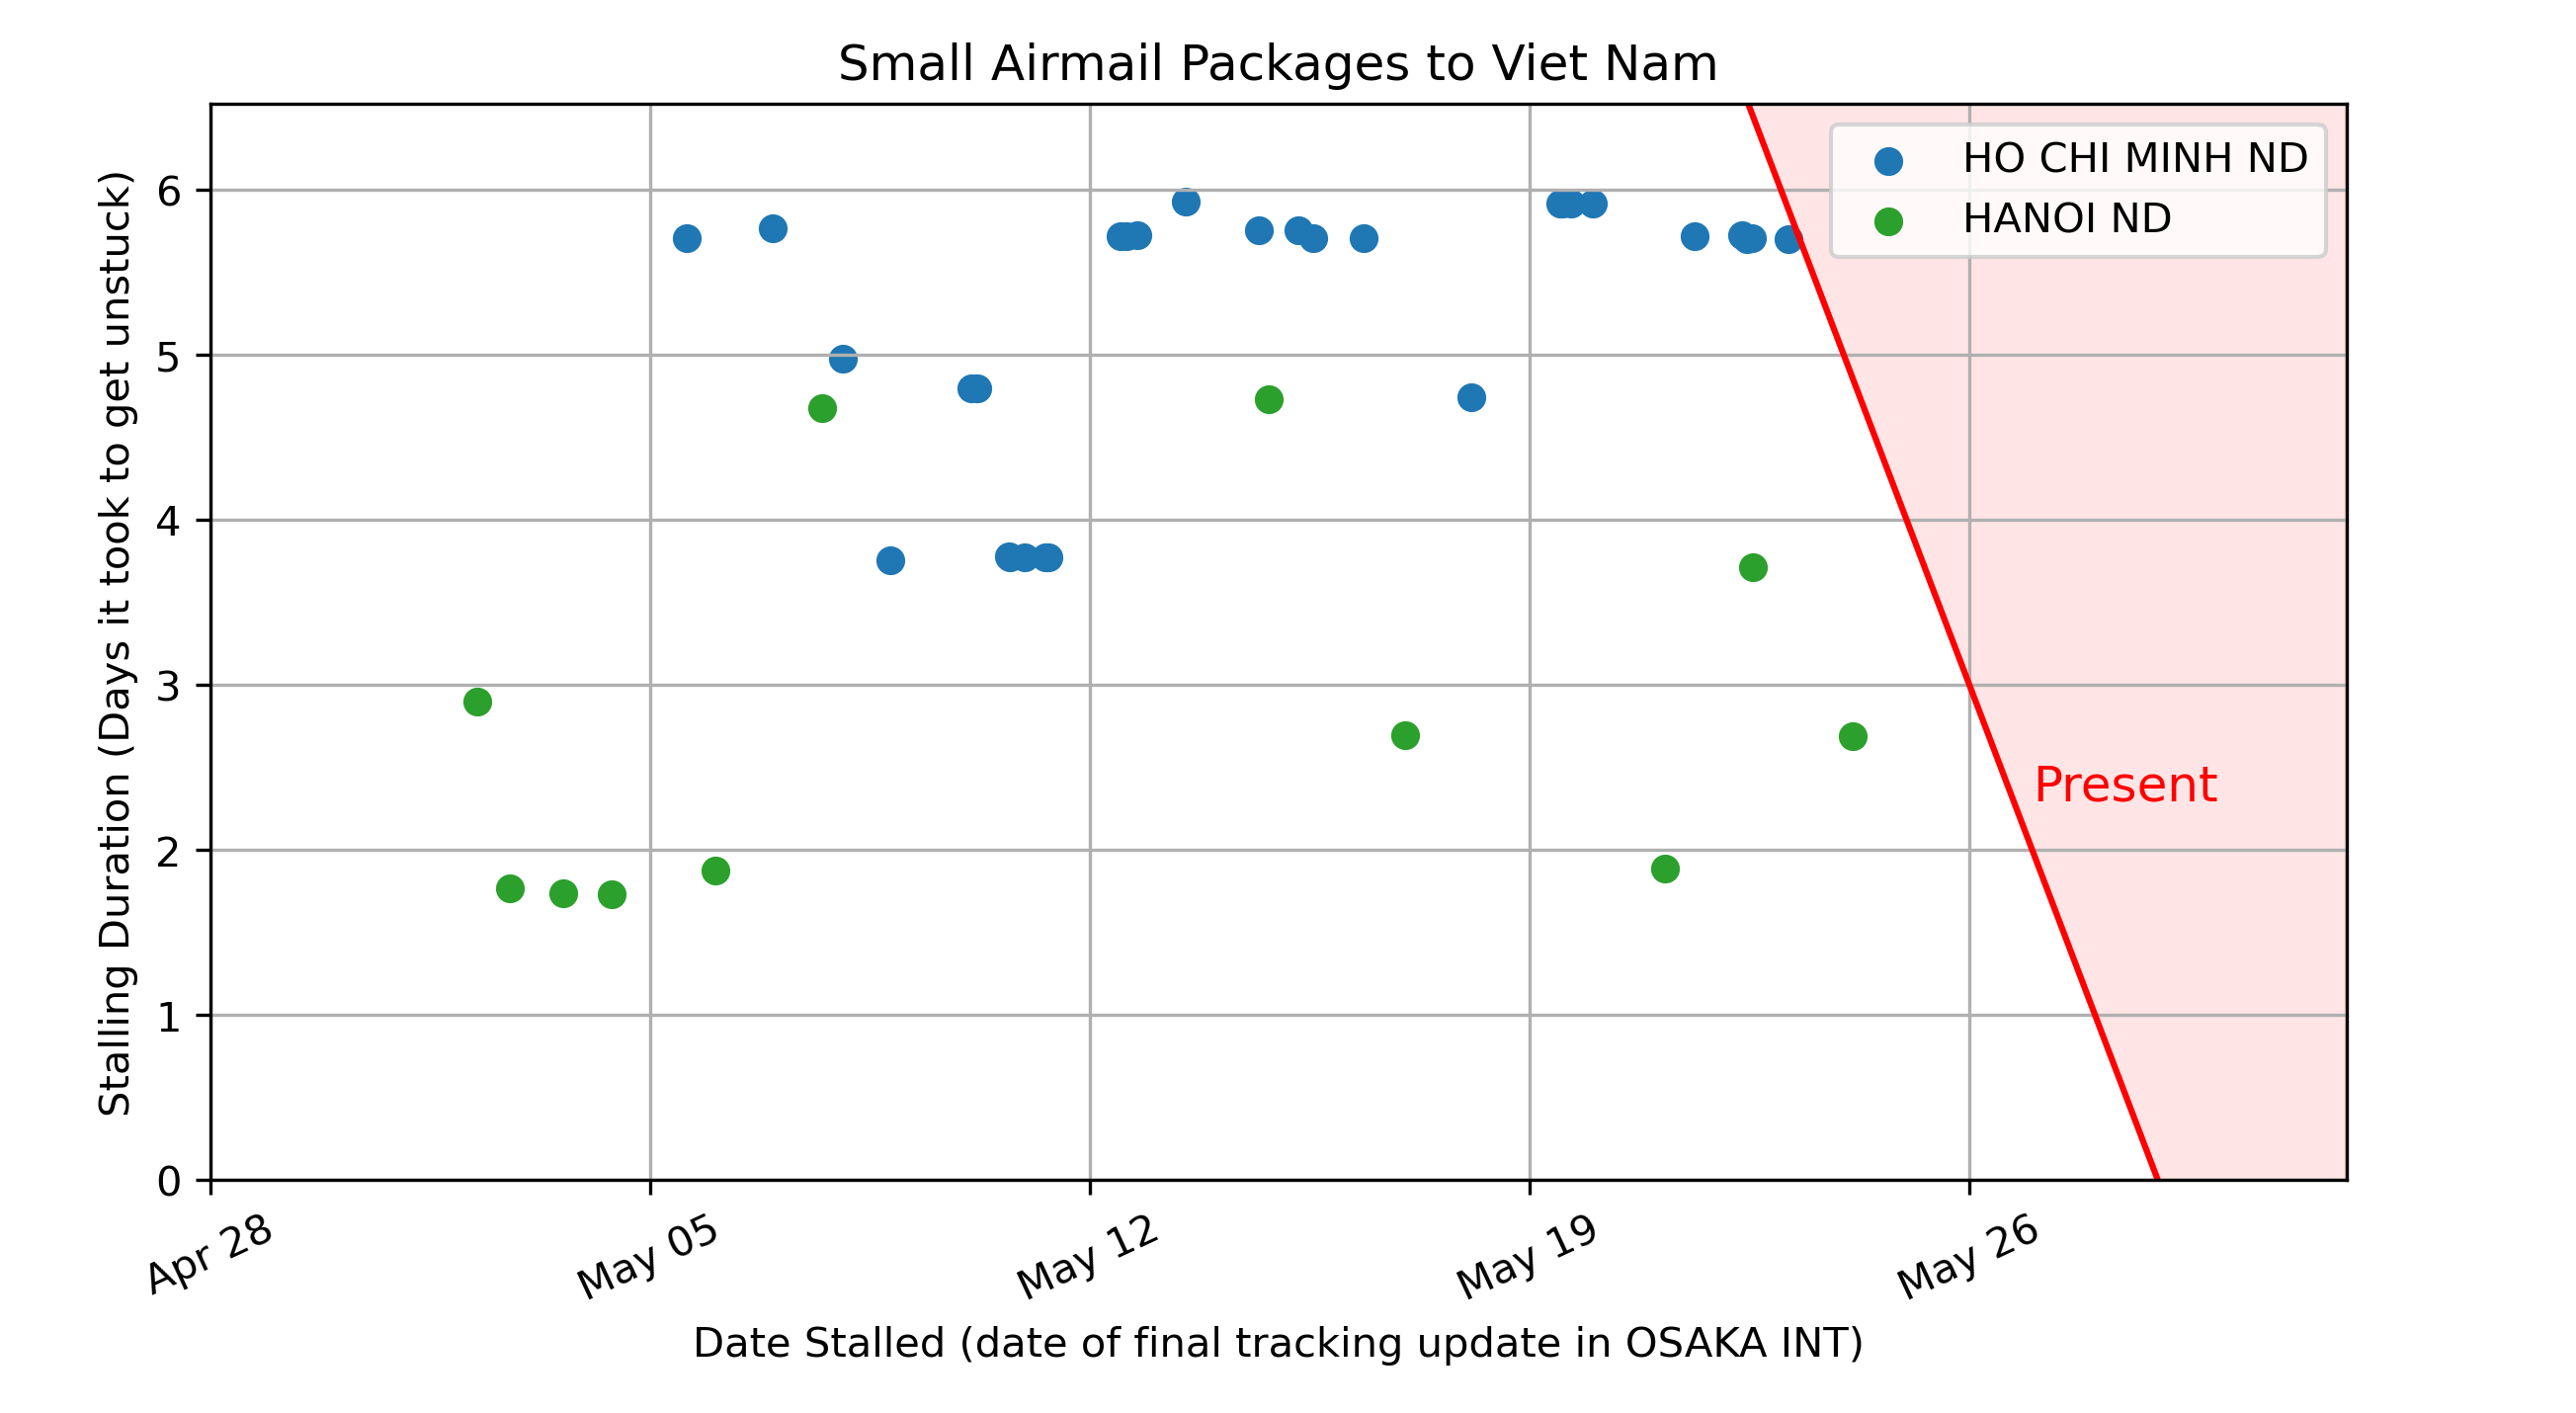 Small Airmail Packages to Viet Nam
HO CHI MINH ND
HANOI ND
Stalling Duration (Days it took to get unstuck)
6
5
4
3
2
1
0
Present
Apr 28
May 05
May 12
May 19
May 26
Date Stalled (date of final tracking update in OSAKA INT)